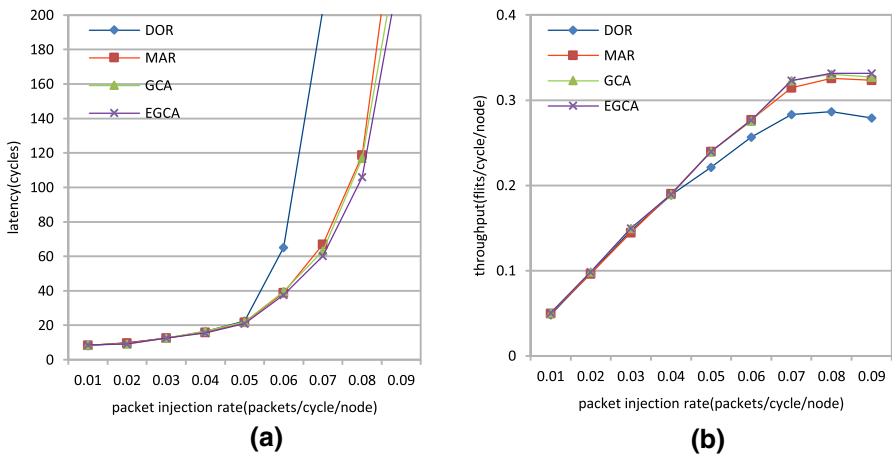 200
180
160
140
120
100
80
60
40
20
0
latency(cycles)
DOR
MAR
GCA
EGCA
0.01 0.02 0.03 0.04 0.05 0.06 0.07 0.08 0.09
packet injection rate(packets/cycle/node)
(a)
0.4
0.3
0.2
0.1
0
throughput(flits/cycle/node)
DOR
MAR
GCA
EGCA
0.01 0.02 0.03 0.04 0.05 0.06 0.07 0.08 0.09
packet injection rate(packets/cycle/node)
(b)